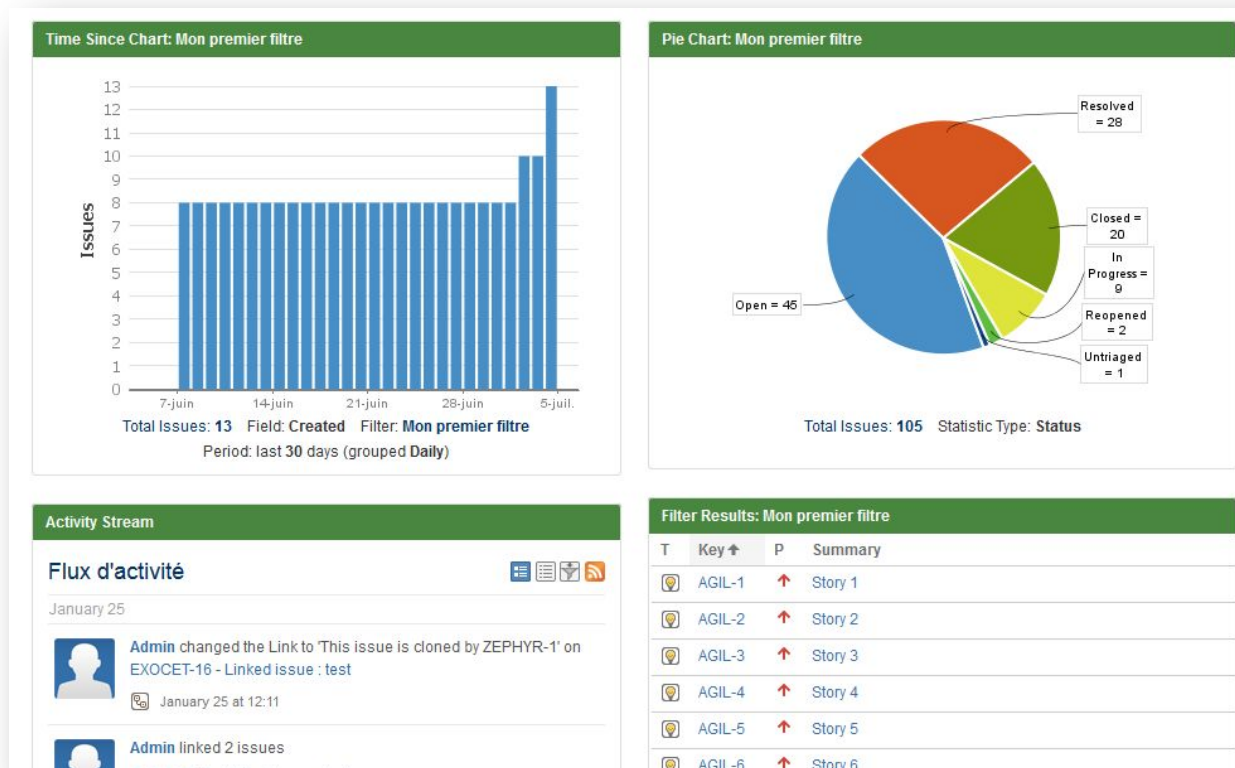 Time Since Chart: Mon premier filtre
13
12
11
10
9
8
7
6
5
4
3
2
1
0
Issues
7-juin 14-juin 21-juin 28-juin 5-juil.
Total Issues: 13 Field: Created Filter: Mon premier filtre
Period: last 30 days (grouped Daily)
Pie Chart: Mon premier filtre
Resolved
= 28
Closed =
20
In
Progress =
9
Reopened
= 2
Untriaged
= 1
Open = 45
Total Issues: 105 Statistic Type: Status
Activity Stream
Flux d'activité
January 25
Admin changed the Link to 'This issue is cloned by ZEPHYR-1' on
EXOCET-16 - Linked issue : test
January 25 at 12:11
Admin linked 2 issues
Filter Results: Mon premier filtre
T Key P Summary
AGIL-1 Story 1
AGIL-2 Story 2
AGIL-3 Story 3
AGIL-4 Story 4
AGIL-5 Story 5
AGIL-6 Story 6